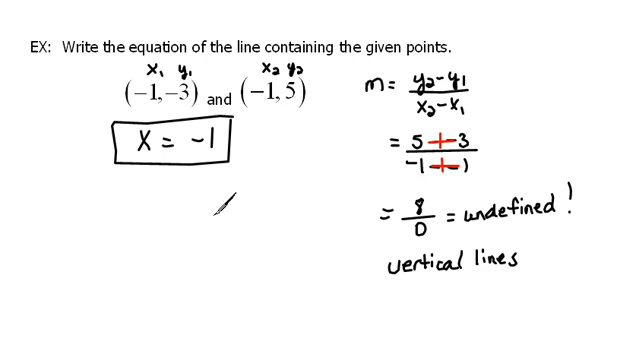 EX: Write the equation of the line containing the given points.
x₁ y₁ x₂ y₂
(−1,−3) and (−1,5)
x = −1
m = y₂−y₁ / x₂−x₁
= 5 + 3 / −1 + 1
= 8 / 0 = undefined!
vertical lines